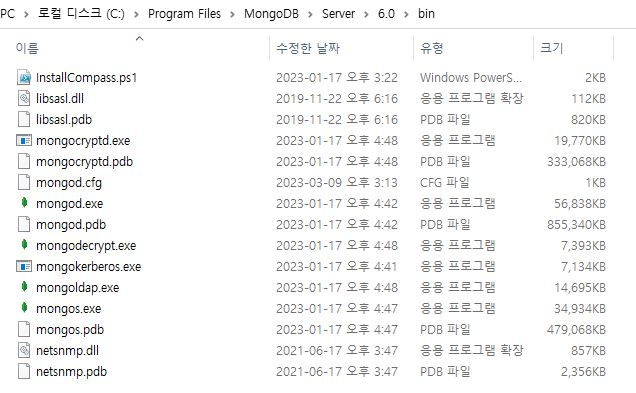 PC > 로컬 디스크 (C:) > Program Files > MongoDB > Server > 6.0 > bin
이름 수정한 날짜 유형 크기
InstallCompass.ps1 2023-01-17 오후 3:22 Windows PowerS... 2KB
libsasl.dll 2019-11-22 오후 6:16 응용 프로그램 확장 112KB
libsasl.pdb 2019-11-22 오후 6:16 PDB 파일 820KB
mongocryptd.exe 2023-01-17 오후 4:48 응용 프로그램 19,770KB
mongocryptd.pdb 2023-01-17 오후 4:48 PDB 파일 333,068KB
mongod.cfg 2023-03-09 오후 3:13 CFG 파일 1KB
mongod.exe 2023-01-17 오후 4:42 응용 프로그램 56,838KB
mongod.pdb 2023-01-17 오후 4:42 PDB 파일 855,340KB
mongodecrypt.exe 2023-01-17 오후 4:48 응용 프로그램 7,393KB
mongokerberos.exe 2023-01-17 오후 4:41 응용 프로그램 7,134KB
mongoldap.exe 2023-01-17 오후 4:48 응용 프로그램 14,695KB
mongos.exe 2023-01-17 오후 4:47 응용 프로그램 34,934KB
mongos.pdb 2023-01-17 오후 4:47 PDB 파일 479,068KB
netsnmp.dll 2021-06-17 오후 3:47 응용 프로그램 확장 857KB
netsnmp.pdb 2021-06-17 오후 3:47 PDB 파일 2,356KB